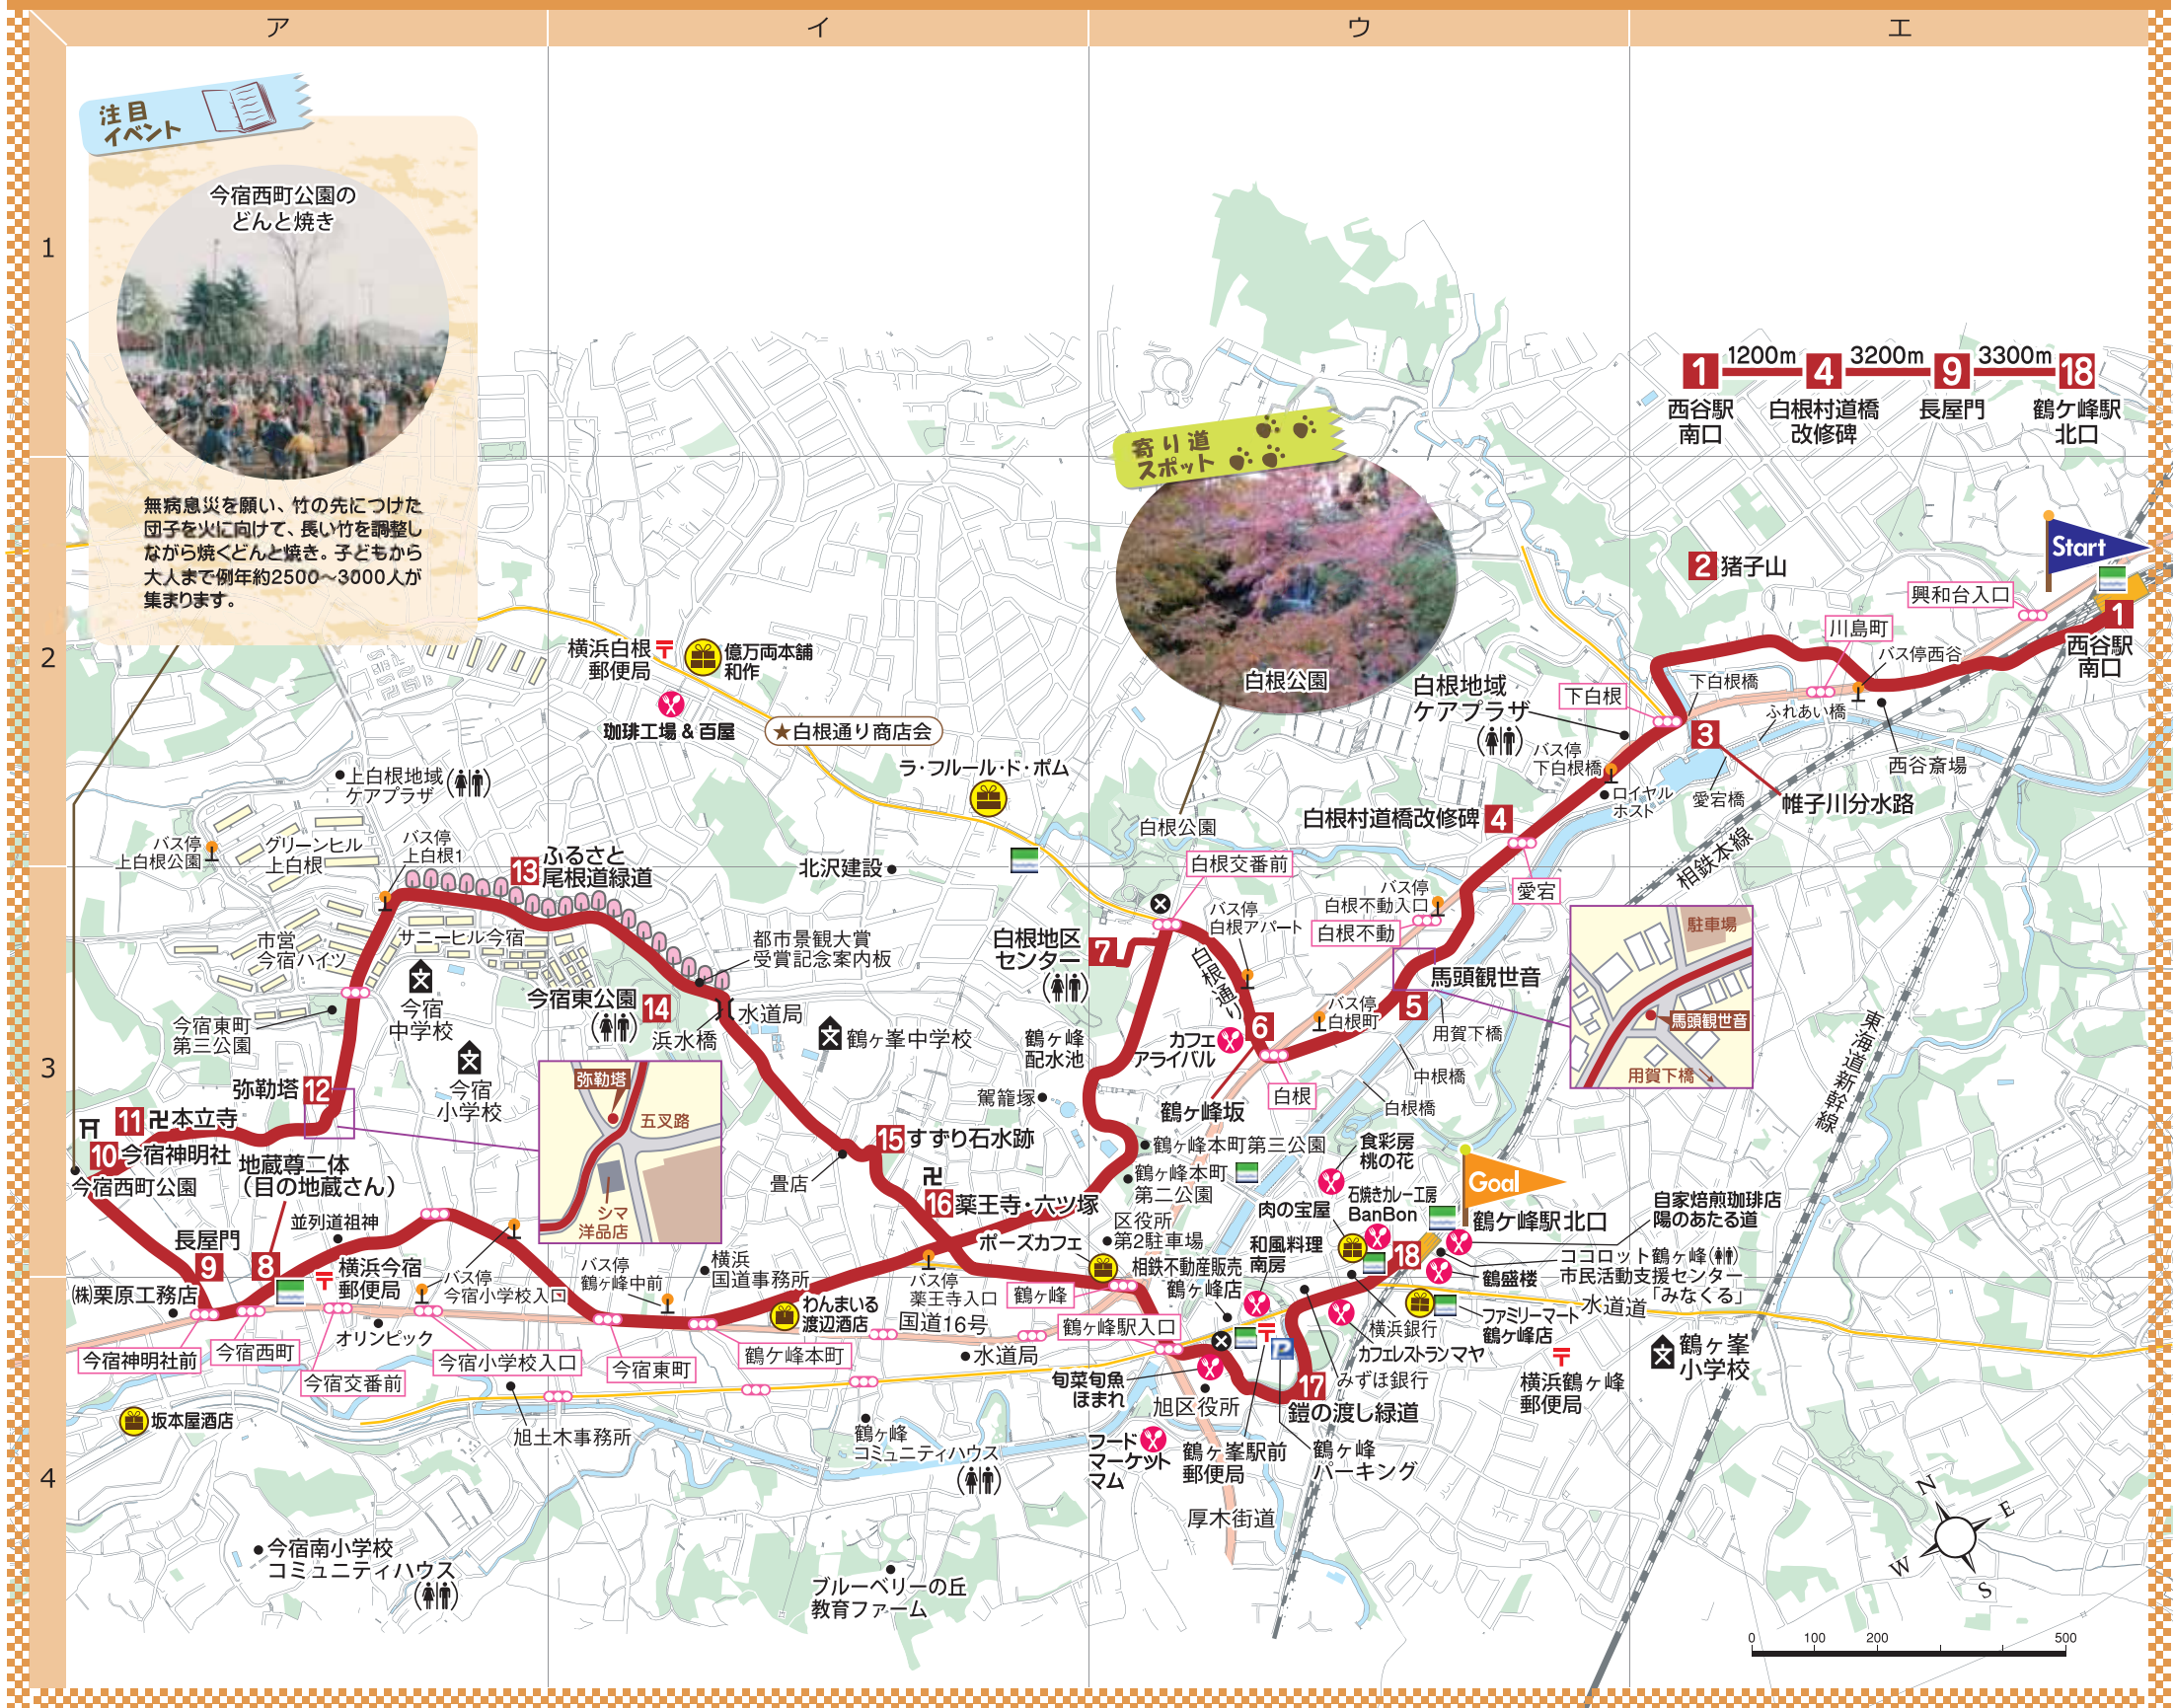 ア
イ
ウ
エ
1
2
3
4
注目
イベント
今宿西町公園の
どんと焼き
無病息災を願い、竹の先につけた
団子を火に向けて、長い竹を調整し
ながら焼くどんと焼き。子どもから
大人まで例年約2500〜3000人が
集まります。
寄り道
スポット
白根公園
1 1200m 4 3200m 9 3300m 18
西谷駅
南口
白根村道橋
改修碑
長屋門
鶴ケ峰駅
北口
Start
1
西谷駅
南口
興和台入口
2 猪子山
川島町
バス停西谷
下白根橋
ふれあい橋
西谷斎場
下白根
3
帷子川分水路
愛宕橋
白根地域
ケアプラザ
バス停
下白根橋
ロイヤル
ホスト
相鉄本線
白根村道橋改修碑 4
愛宕
横浜白根
郵便局
億万両本舗
和作
珈琲工場&百屋
★白根通り商店会
ラ・フルール・ド・ポム
白根公園
北沢建設
白根交番前
バス停
白根アパート
バス停
白根不動入口
白根不動
白根地区
センター
7
白根通り
馬頭観世音
5
駐車場
馬頭観世音
用賀下橋
用賀下橋
中根橋
白根橋
東海道新幹線
バス停
白根町
6
カフェ
アライバル
白根
鶴ヶ峰坂
上白根地域
ケアプラザ
バス停
上白根公園
グリーンヒル
上白根
バス停
上白根1
13 ふるさと
尾根道緑道
市営
今宿ハイツ
サニーヒル今宿
都市景観大賞
受賞記念案内板
今宿
中学校
今宿東公園 14
水道局
浜水橋
今宿東町
第三公園
今宿
小学校
鶴ヶ峯中学校
鶴ヶ峰
配水池
駕籠塚
弥勒塔 12
弥勒塔
五叉路
シマ
洋品店
11 卍本立寺
10 今宿神明社
今宿西町公園
地蔵尊二体
(目の地蔵さん)
並列道祖神
長屋門
9
8
15 すずり石水跡
畳店
卍
16 薬王寺・六ツ塚
鶴ヶ峰本町第三公園
鶴ヶ峰本町
第二公園
区役所
第2駐車場
ポーズカフェ
食彩房
桃の花
石焼きカレー工房
BanBon
肉の宝屋
和風料理
南房
Goal
鶴ヶ峰駅北口
18
自家焙煎珈琲店
陽のあたる道
ココロット鶴ヶ峰
市民活動支援センター
「みなくる」
鶴盛楼
ファミリーマート
鶴ヶ峰店
水道道
相鉄不動産販売
鶴ヶ峰店
横浜銀行
カフェレストランマヤ
みずほ銀行
鶴ヶ峯
小学校
横浜鶴ヶ峰
郵便局
(株)栗原工務店
横浜今宿
郵便局
バス停
今宿小学校入口
バス停
鶴ヶ峰中前
横浜
国道事務所
わんまいる
渡辺酒店
バス停
薬王寺入口
国道16号
鶴ヶ峰
鶴ヶ峰駅入口
オリンピック
今宿神明社前
今宿西町
今宿交番前
今宿小学校入口
今宿東町
鶴ケ峰本町
水道局
旬菜旬魚
ほまれ
旭区役所
P
17
鎧の渡し緑道
坂本屋酒店
旭土木事務所
鶴ヶ峰
コミュニティハウス
フード
マーケット
マム
鶴ヶ峯駅前
郵便局
鶴ヶ峰
パーキング
厚木街道
今宿南小学校
コミュニティハウス
ブルーベリーの丘
教育ファーム
N
E
W
S
0 100 200 500